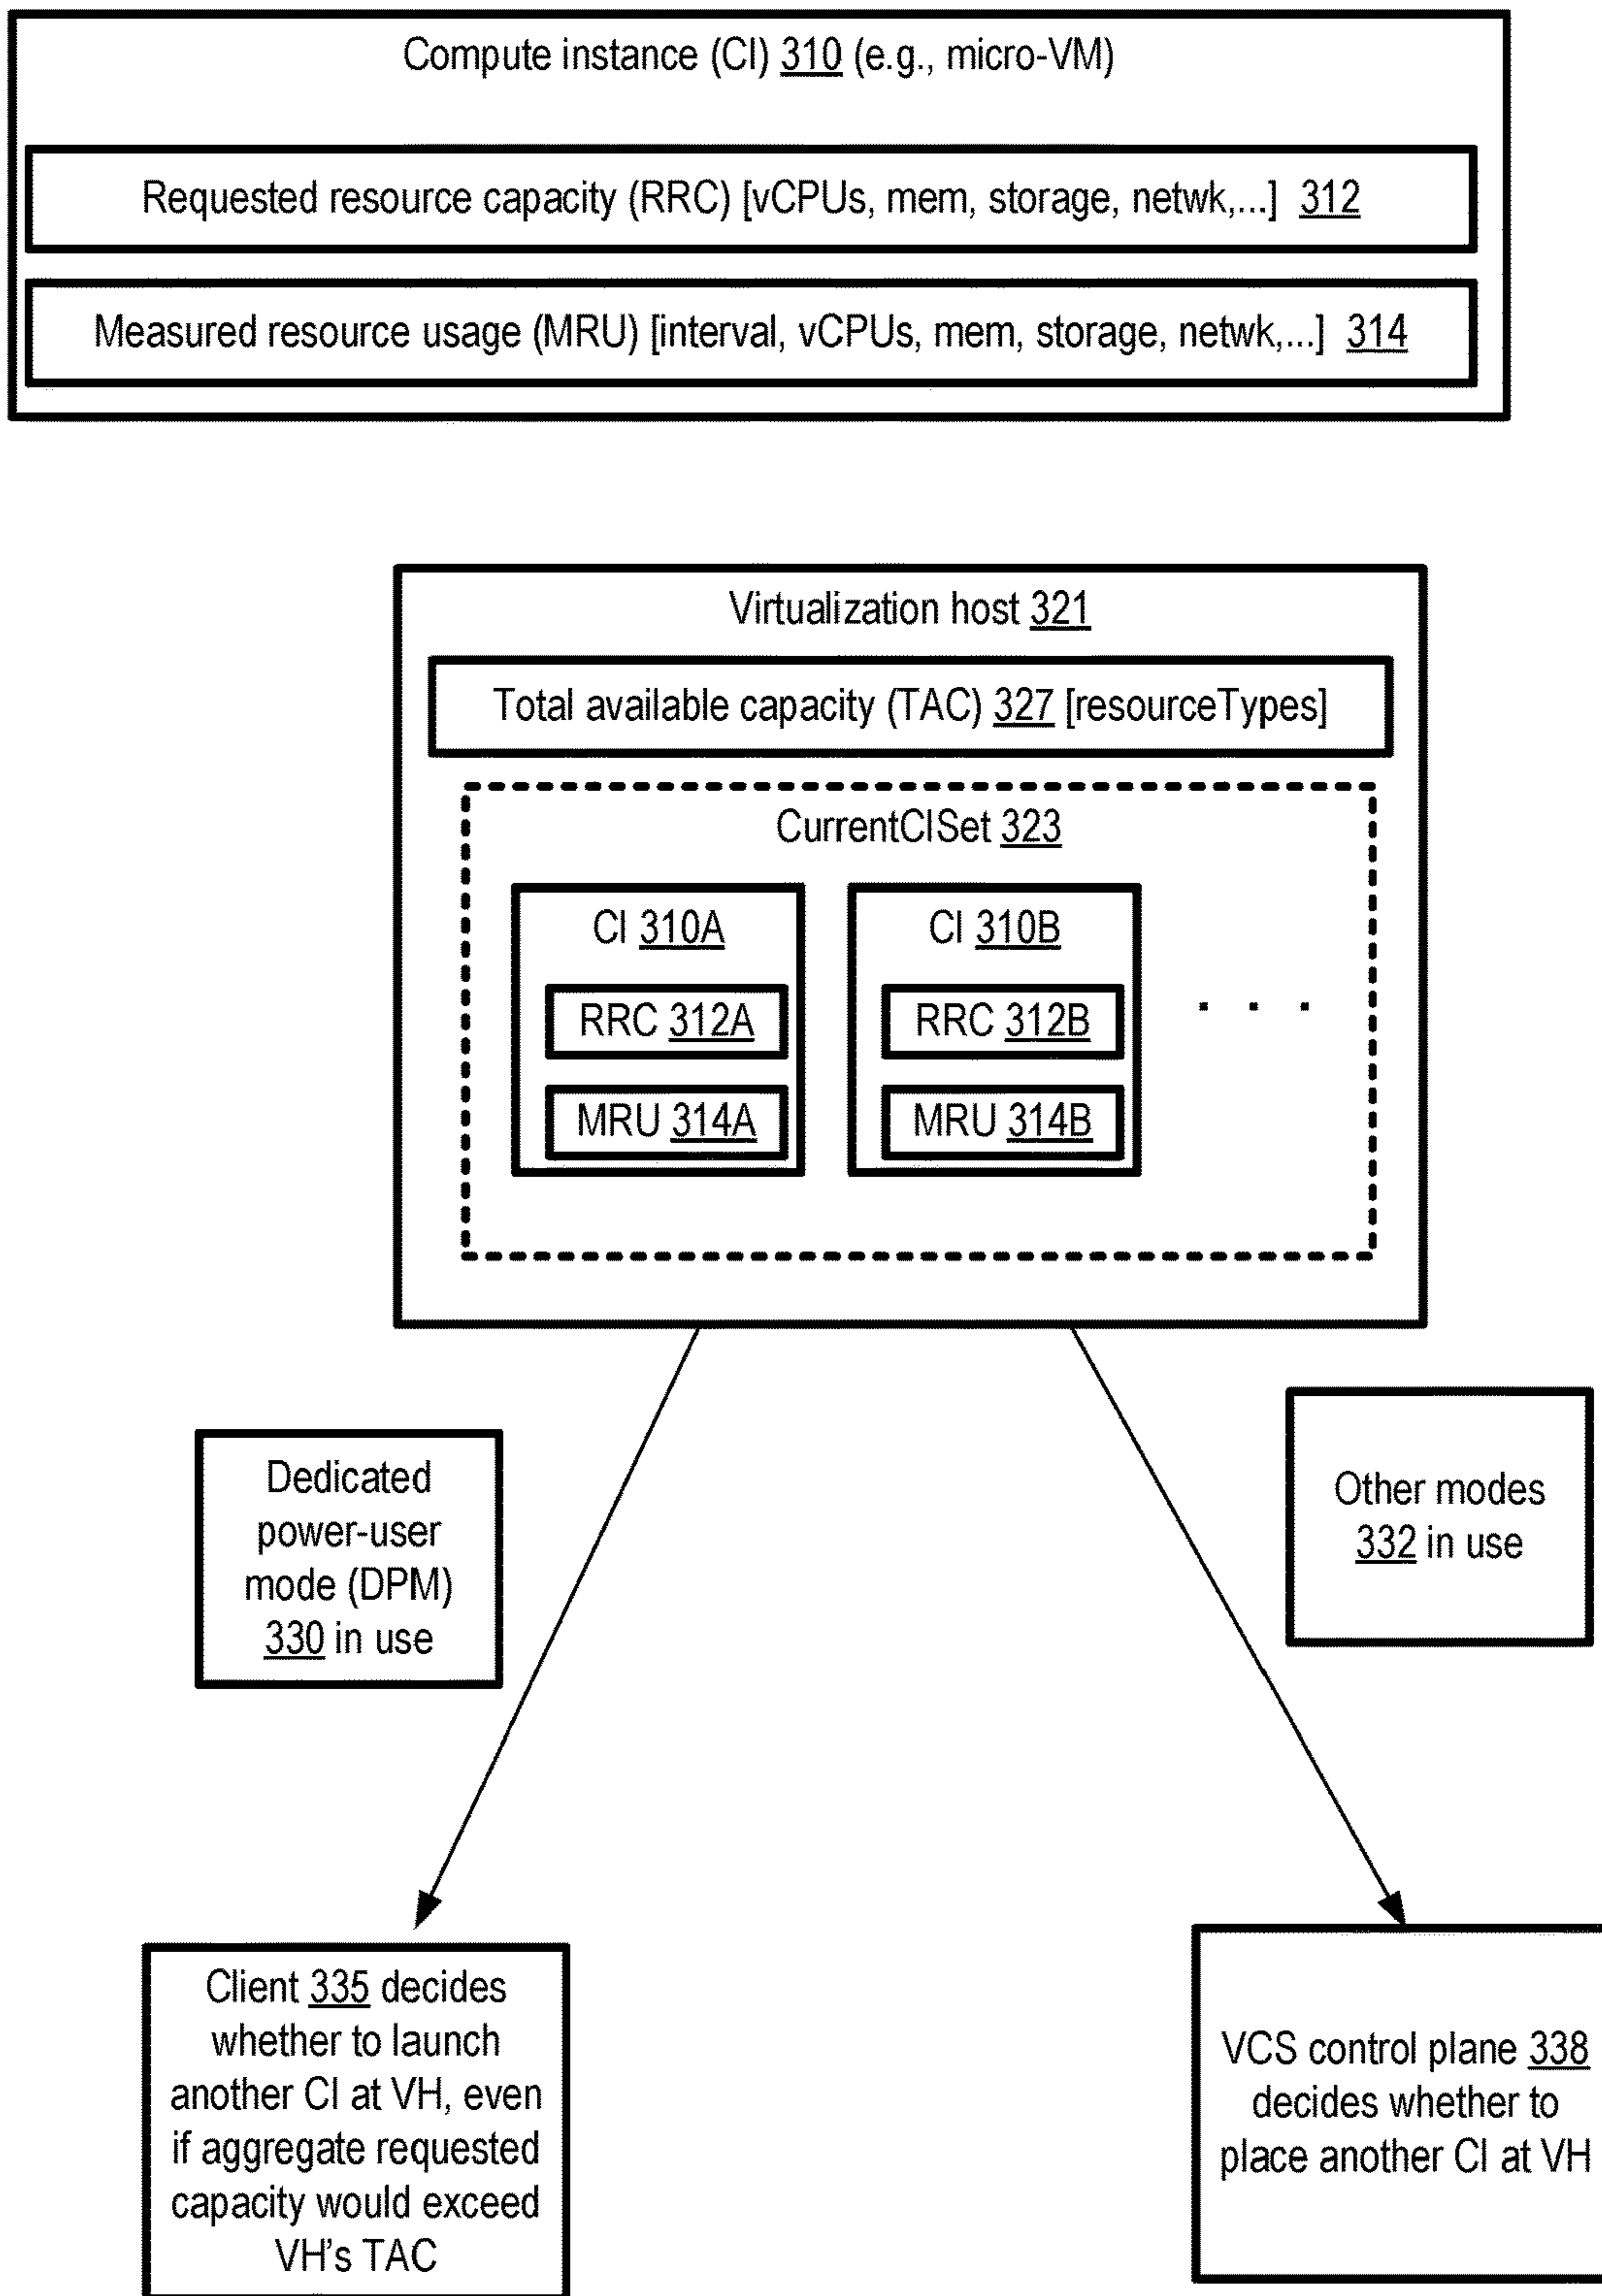 Compute instance (CI) 310 (e.g., micro-VM)
Requested resource capacity (RRC) [vCPUs, mem, storage, netwk,...] 312
Measured resource usage (MRU) [interval, vCPUs, mem, storage, netwk,...] 314
Virtualization host 321
Total available capacity (TAC) 327 [resourceTypes]
CurrentCISet 323
CI 310A
RRC 312A
MRU 314A
CI 310B
RRC 312B
MRU 314B
. . .
Dedicated
power-user
mode (DPM)
330 in use
Other modes
332 in use
Client 335 decides
whether to launch
another CI at VH, even
if aggregate requested
capacity would exceed
VH's TAC
VCS control plane 338
decides whether to
place another CI at VH